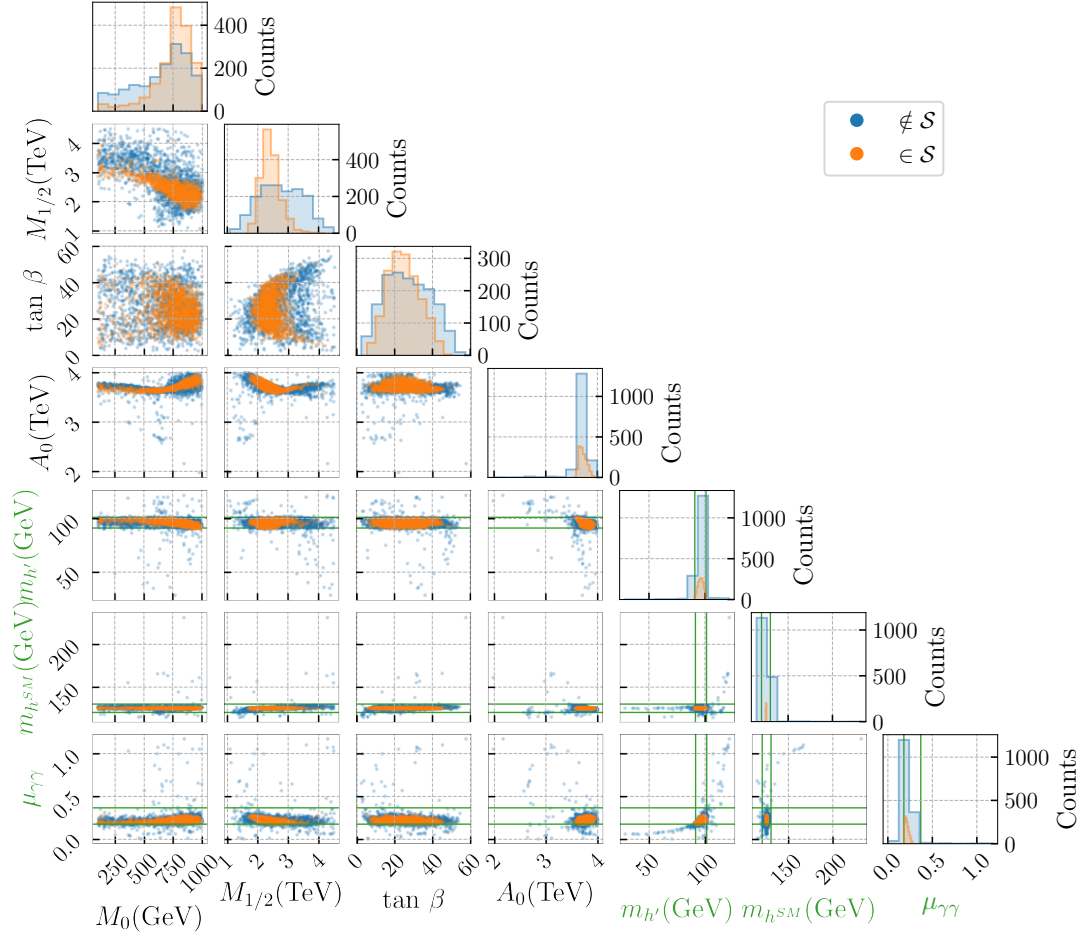 400
200
0
Counts
∉ 𝒮
∈ 𝒮
M_{1/2}(TeV)
4
3
2
1
400
200
0
Counts
tan β
60
40
20
0
300
200
100
0
Counts
A_0(TeV)
4
3
2
1000
500
0
Counts
m_{h'}(GeV)
100
50
1000
500
0
Counts
m_{h^{SM}}(GeV)
200
150
1000
500
0
Counts
μ_{γγ}
1.0
0.5
0.0
1000
500
0
Counts
250 500 750 1000 1 2 3 4 0 20 40 60 2 3 4 50 100 150 200 0.0 0.5 1.0
M_0(GeV) M_{1/2}(TeV) tan β A_0(TeV) m_{h'}(GeV) m_{h^{SM}}(GeV) μ_{γγ}